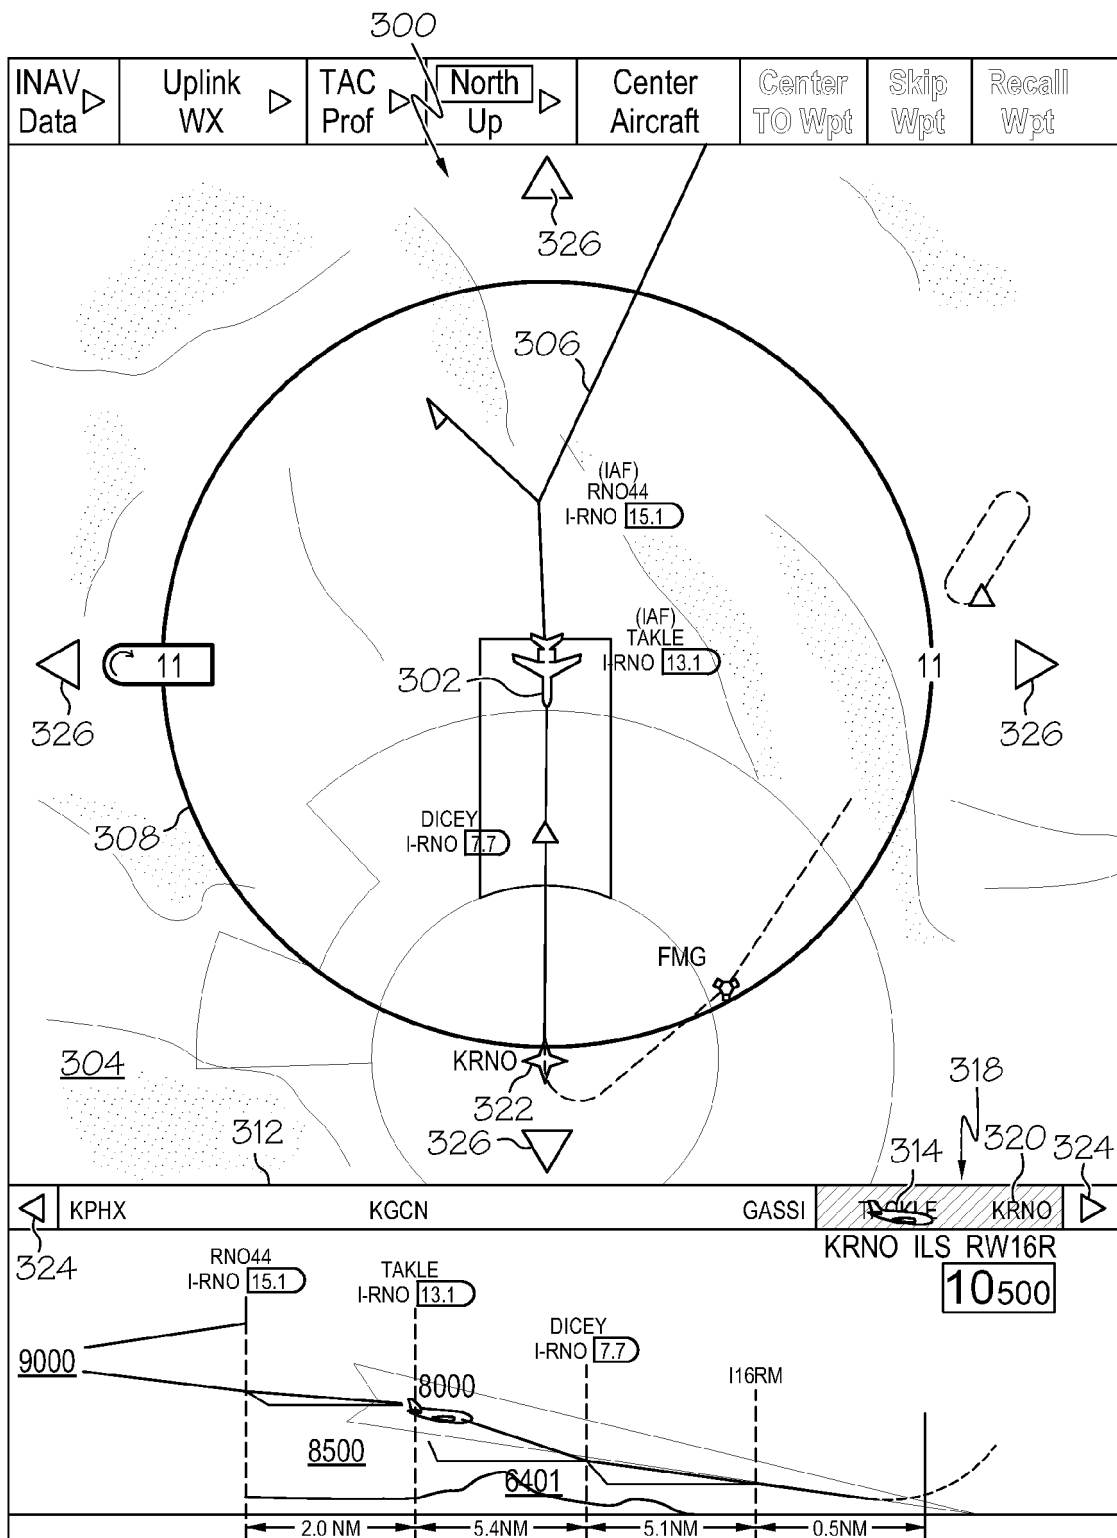 300
INAV Data
Uplink WX
TAC Prof
North Up
Center Aircraft
Center TO Wpt
Skip Wpt
Recall Wpt
326
306
(IAF)
RNO44
I-RNO 15.1
(IAF)
TAKLE
I-RNO 13.1
11
11
302
326
326
308
DICEY
I-RNO 7.7
FMG
304
KRNO
322
326
312
318
314
320
324
KPHX
KGCN
GASSI
KRNO
324
KRNO ILS RW16R
10500
RNO44
I-RNO 15.1
TAKLE
I-RNO 13.1
DICEY
I-RNO 7.7
I16RM
9000
8000
8500
6401
2.0 NM
5.4NM
5.1NM
0.5NM